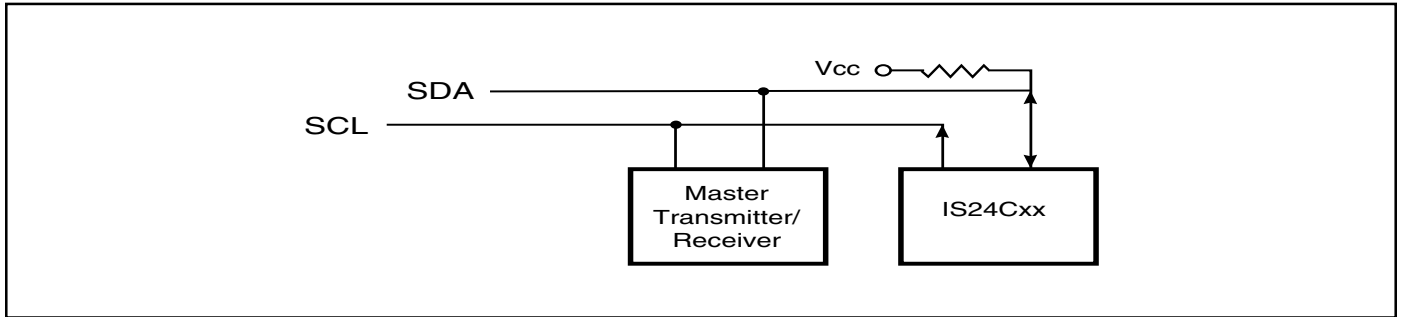 Vcc
SDA
SCL
Master
Transmitter/
Receiver
IS24Cxx